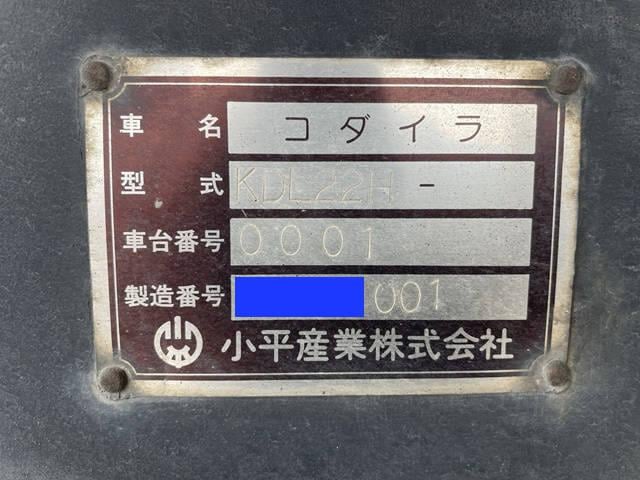 車名 コダイラ
型式 KDL22H-
車台番号 0001
製造番号 001
小平産業株式会社